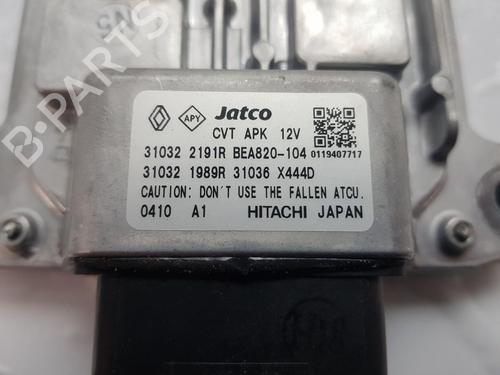 B-PARTS
APY Jatco
CVT APK 12V
31032 2191R BEA820-104 0119407717
31032 1989R 31036 X444D
CAUTION: DON'T USE THE FALLEN ATCU.
0410 A1 HITACHI JAPAN